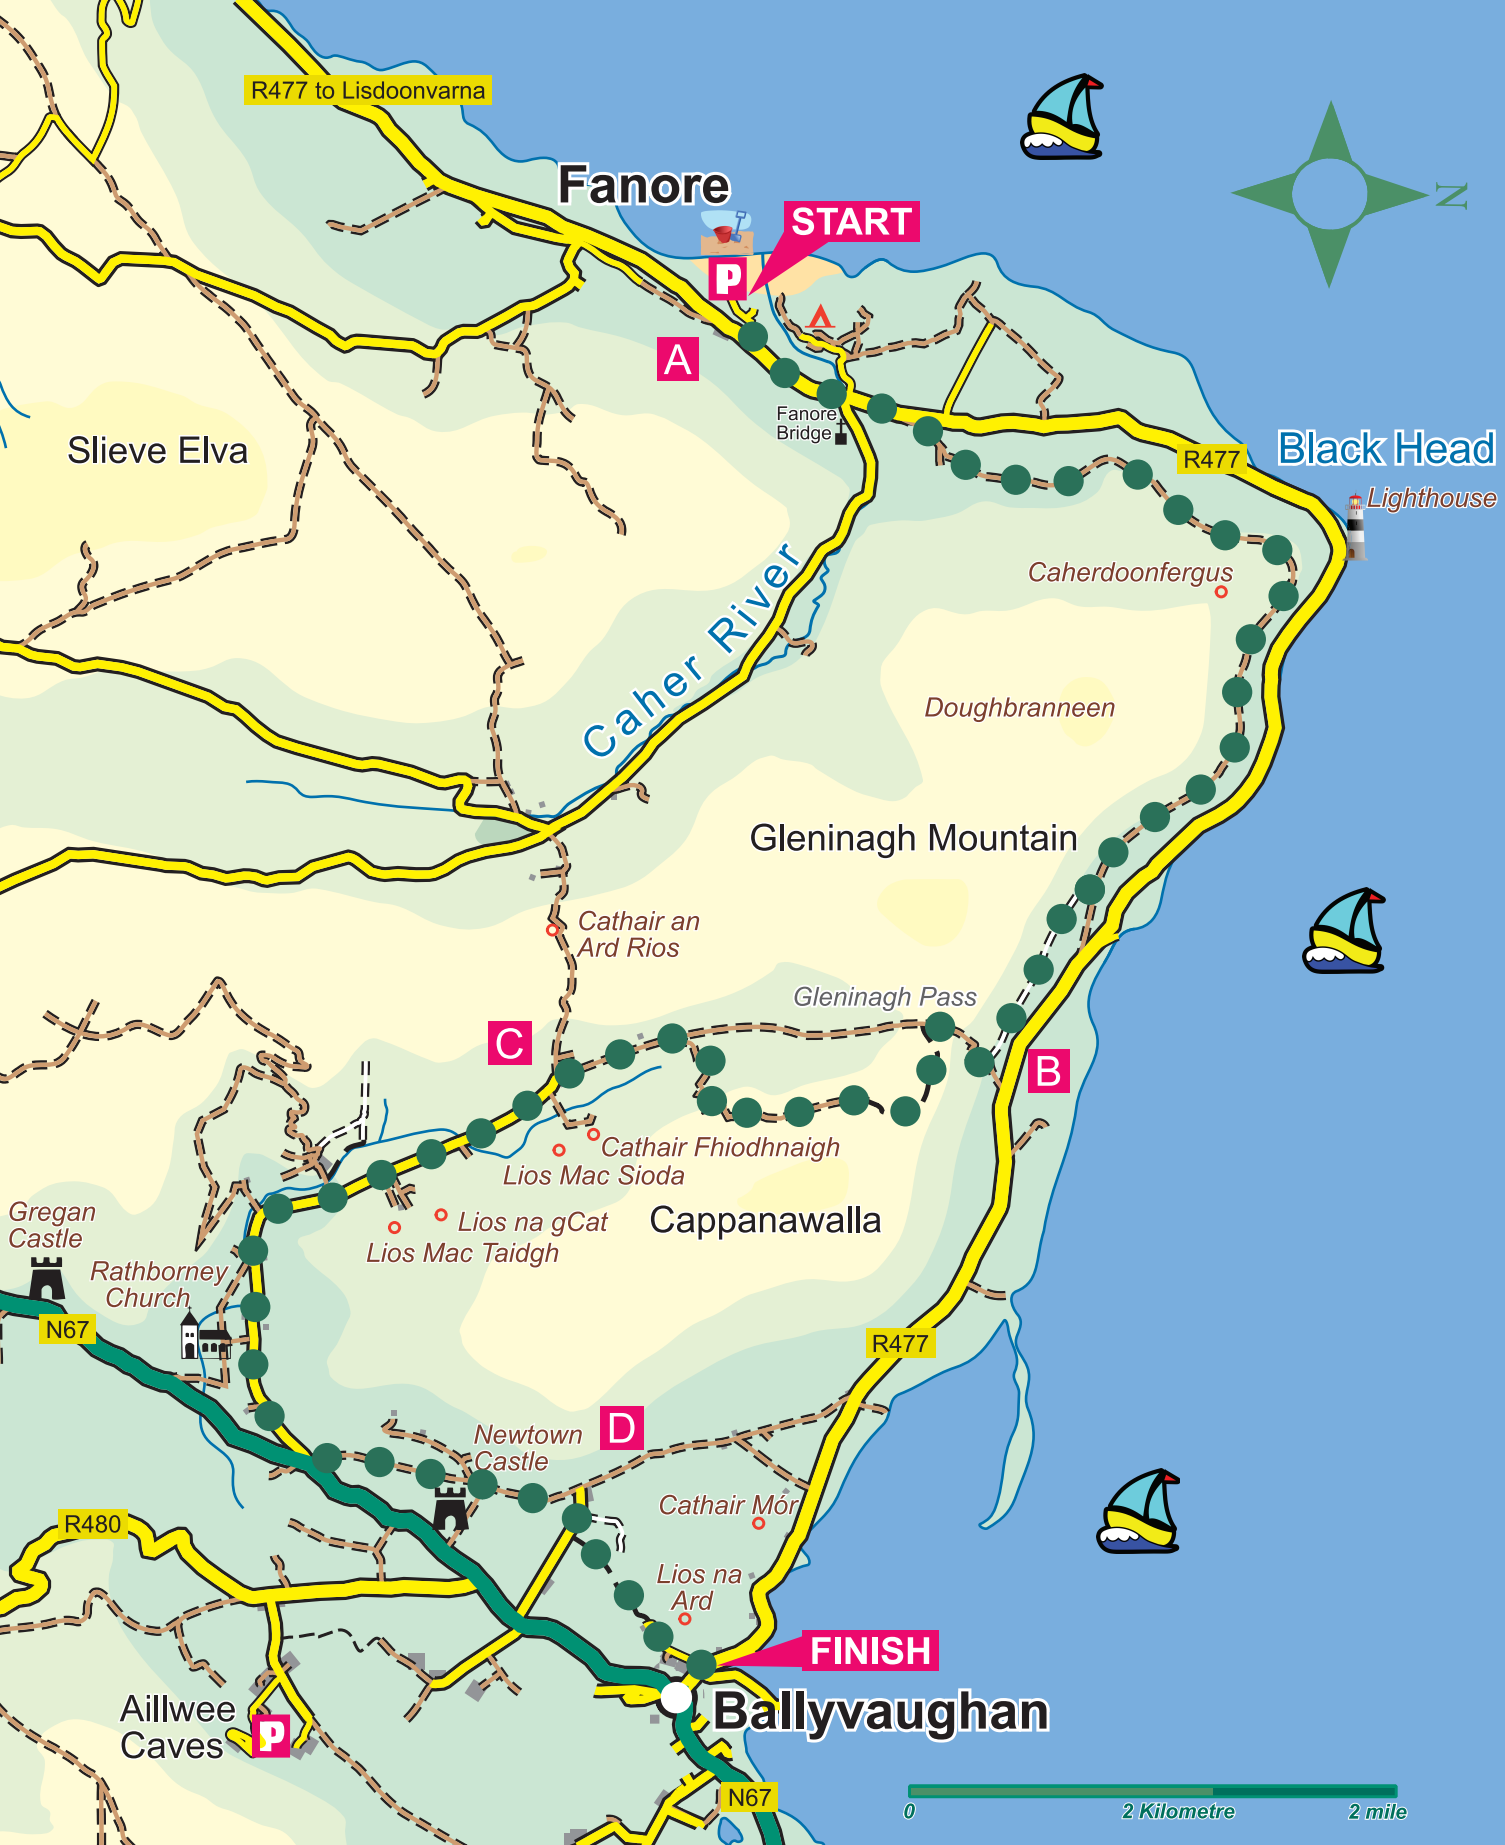 R477 to Lisdoonvarna
Fanore
START
P
N
A
Fanore
Bridge
Slieve Elva
R477
Black Head
Lighthouse
Caherdoonfergus
Caher River
Doughbranneen
Gleninagh Mountain
Cathair an
Ard Rios
Gleninagh Pass
C
B
Cathair Fhiodhnaigh
Lios Mac Sioda
Gregan
Castle
Lios na gCat
Cappanawalla
Lios Mac Taidgh
Rathborney
Church
N67
R477
Newtown
Castle
D
Cathair Mór
R480
Lios na
Ard
FINISH
Aillwee
Caves
P
Ballyvaughan
N67
0
2 Kilometre
2 mile